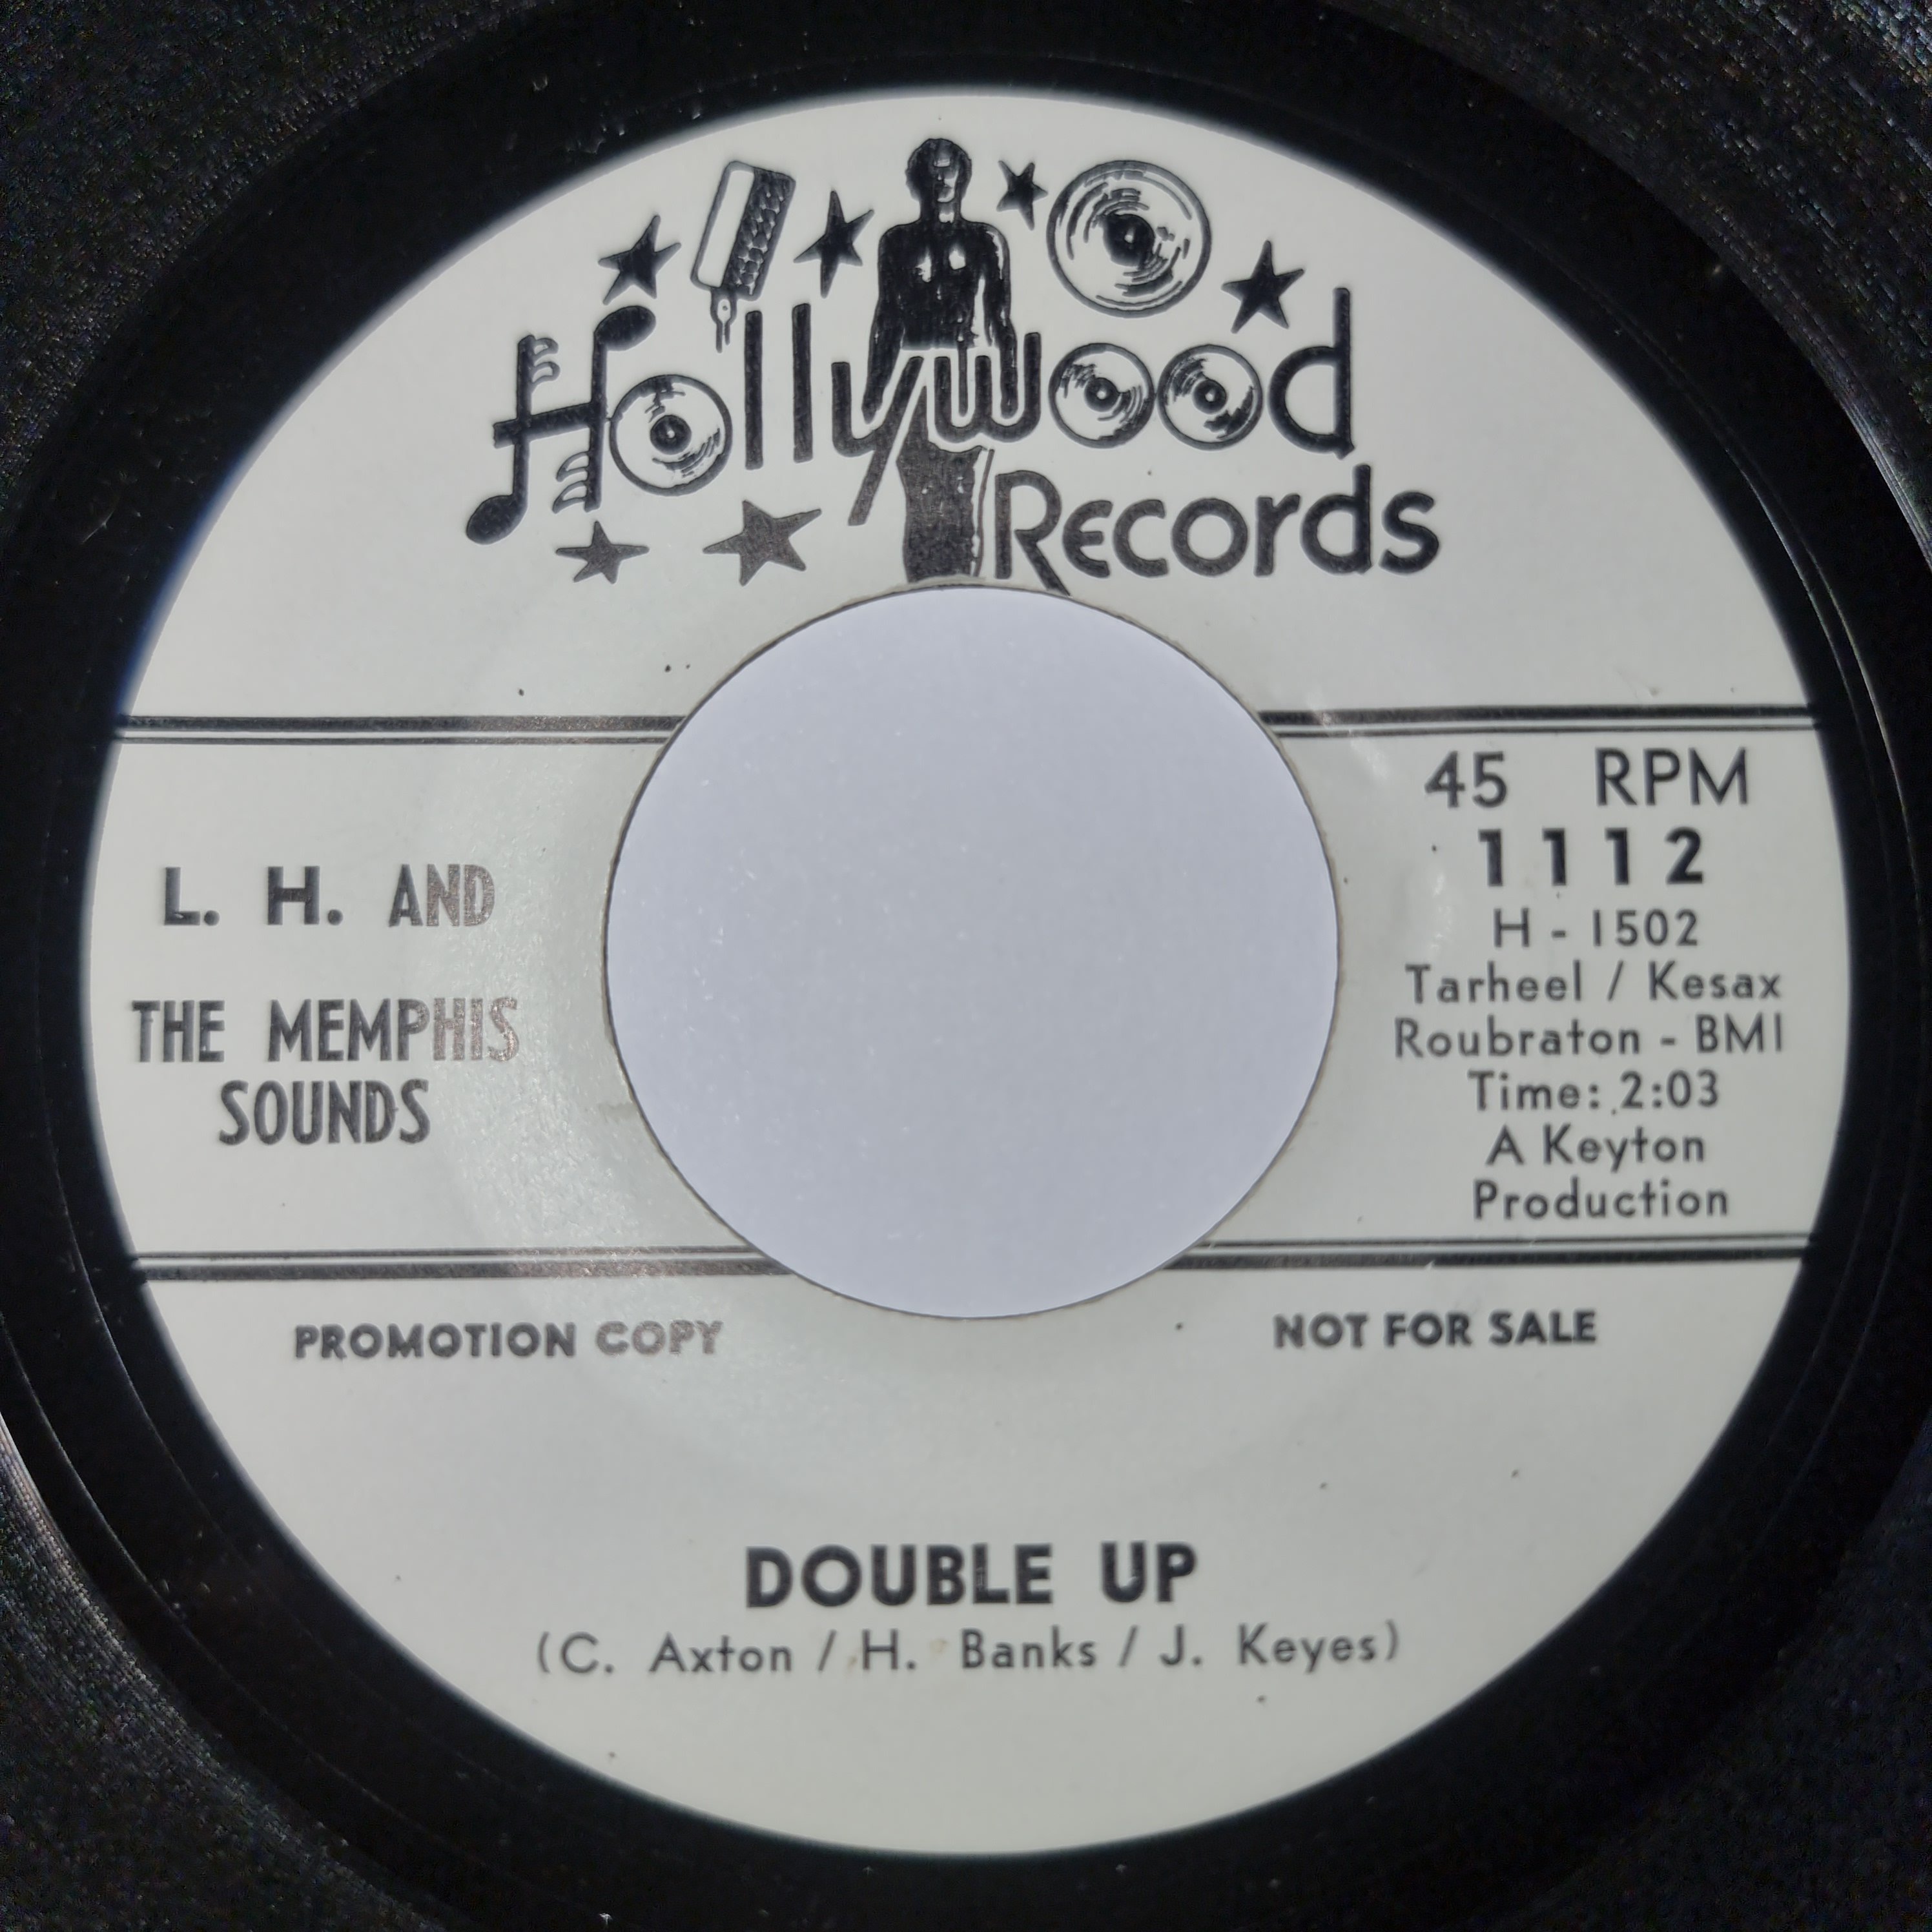 Hollywood
Records
L. H. AND
THE MEMPHIS
SOUNDS
45 RPM
1112
H - 1502
Tarheel / Kesax
Roubraton - BMI
Time: 2:03
A Keyton
Production
PROMOTION COPY
NOT FOR SALE
DOUBLE UP
(C. Axton / H. Banks / J. Keyes)